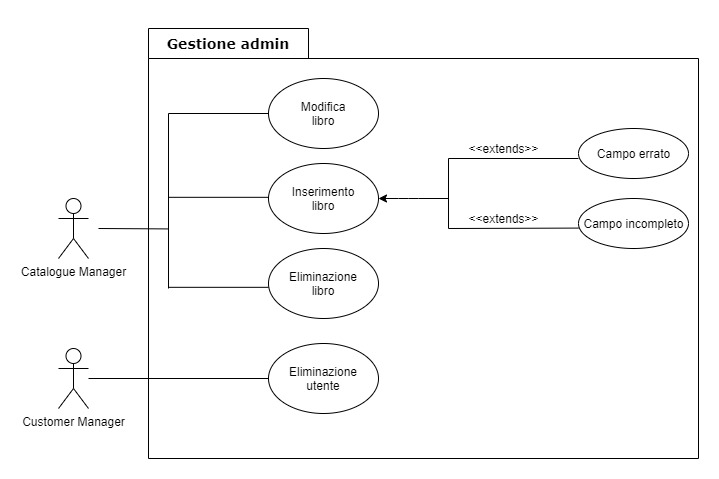 Gestione admin
Modifica
libro
<<extends>>
Campo errato
Inserimento
libro
<<extends>>
Campo incompleto
Catalogue Manager
Eliminazione
libro
Eliminazione
utente
Customer Manager